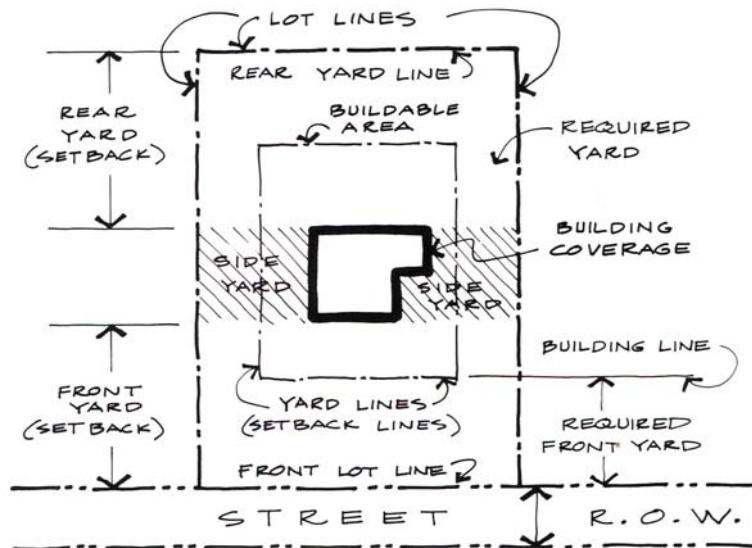 LOT LINES
REAR YARD LINE
REAR
YARD
(SETBACK)
BUILDABLE
AREA
REQUIRED
YARD
BUILDING
COVERAGE
SIDE
YARD
SIDE
YARD
BUILDING LINE
FRONT
YARD
(SETBACK)
YARD LINES
(SETBACK LINES)
REQUIRED
FRONT YARD
FRONT LOT LINE
STREET
R.O.W.